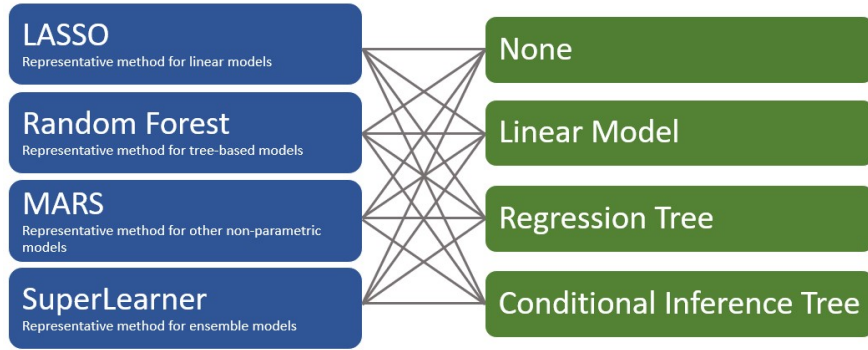 LASSO
Representative method for linear models
Random Forest
Representative method for tree-based models
MARS
Representative method for other non-parametric
models
SuperLearner
Representative method for ensemble models
None
Linear Model
Regression Tree
Conditional Inference Tree